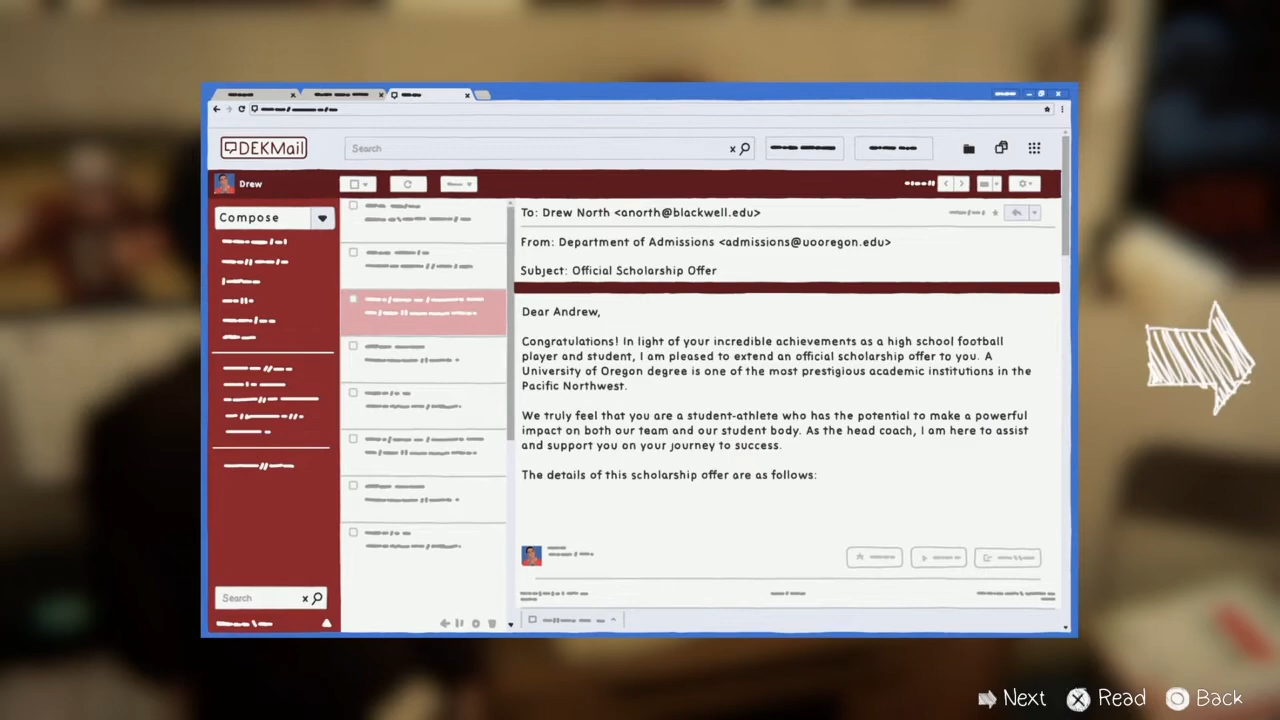 DEKMail
Search
Drew
Compose
To: Drew North <anorth@blackwell.edu>
From: Department of Admissions <admissions@uooregon.edu>
Subject: Official Scholarship Offer
Dear Andrew,
Congratulations! In light of your incredible achievements as a high school football
player and student, I am pleased to extend an official scholarship offer to you. A
University of Oregon degree is one of the most prestigious academic institutions in the
Pacific Northwest.
We truly feel that you are a student-athlete who has the potential to make a powerful
impact on both our team and our student body. As the head coach, I am here to assist
and support you on your journey to success.
The details of this scholarship offer are as follows:
Search
Next
Read
Back